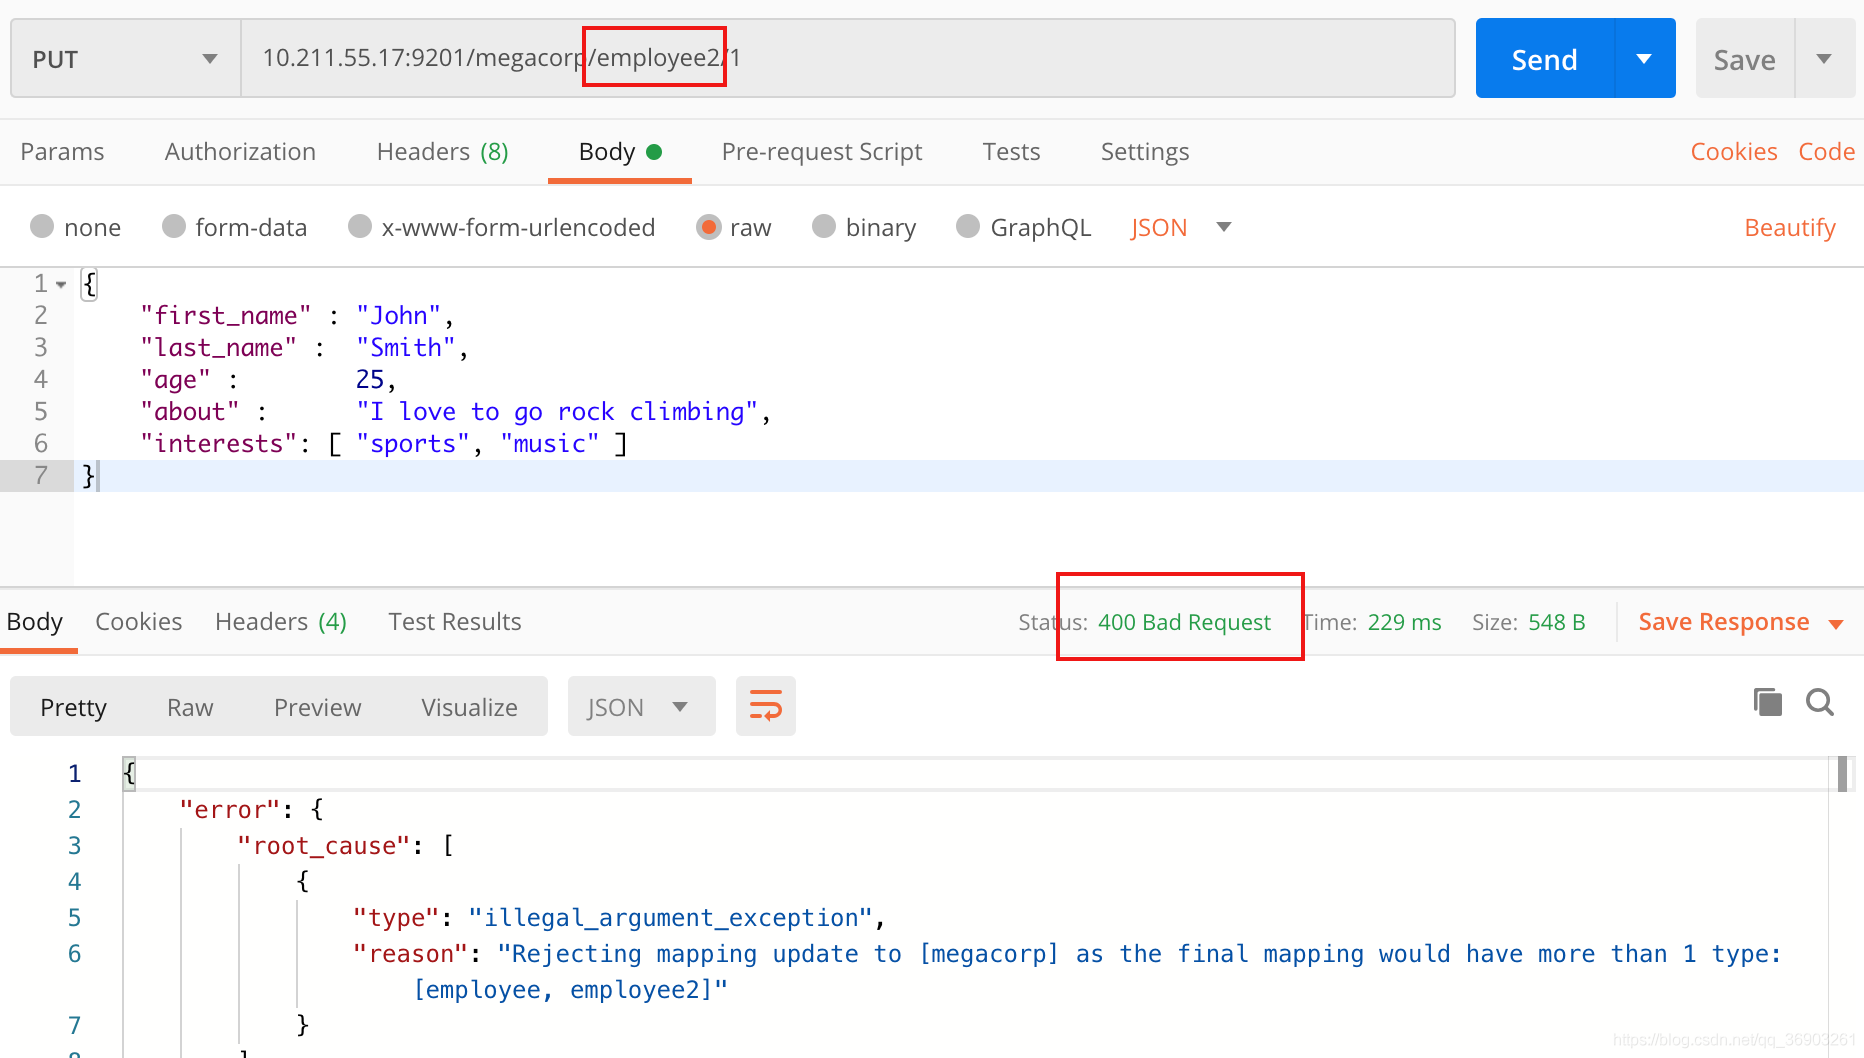 PUT 10.211.55.17:9201/megacorp/employee2/1 Send Save
Params Authorization Headers (8) Body Pre-request Script Tests Settings Cookies Code
none form-data x-www-form-urlencoded raw binary GraphQL JSON Beautify
1 {
2 "first_name" : "John",
3 "last_name" : "Smith",
4 "age" : 25,
5 "about" : "I love to go rock climbing",
6 "interests": [ "sports", "music" ]
7 }
Body Cookies Headers (4) Test Results Status: 400 Bad Request Time: 229 ms Size: 548 B Save Response
Pretty Raw Preview Visualize JSON
1 {
2 "error": {
3 "root_cause": [
4 {
5 "type": "illegal_argument_exception",
6 "reason": "Rejecting mapping update to [megacorp] as the final mapping would have more than 1 type:
[employee, employee2]"
7 }
8 ]
https://blog.csdn.net/qq_36903261